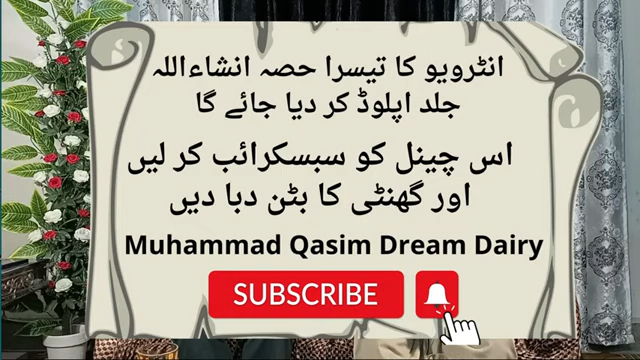 انٹرویو کا تیسرا حصہ انشاءاللہ
جلد اپلوڈ کر دیا جائے گا
اس چینل کو سبسکرائب کر لیں
اور گھنٹی کا بٹن دبا دیں
Muhammad Qasim Dream Dairy
SUBSCRIBE